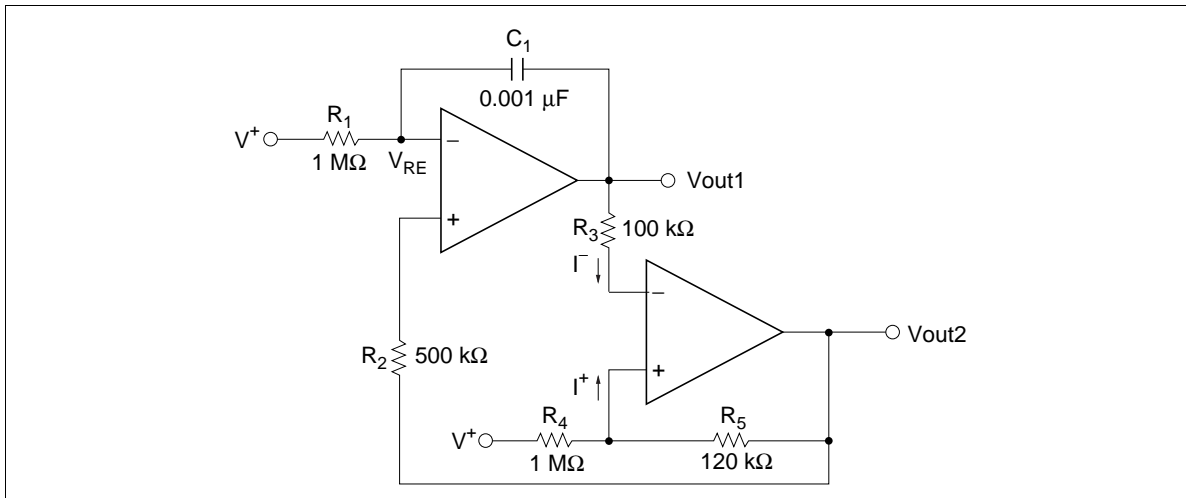 C₁
0.001 μF
R₁
V⁺
1 MΩ
V_RE
−
+
Vout1
R₃
100 kΩ
I⁻
−
+
Vout2
R₂
500 kΩ
I⁺
R₄
V⁺
1 MΩ
R₅
120 kΩ